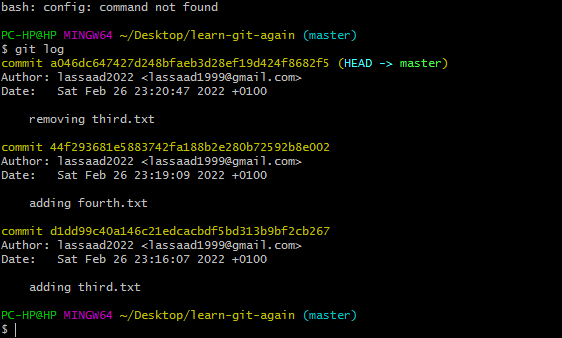 bash: config: command not found
PC-HP@HP MINGW64 ~/Desktop/learn-git-again (master)
$ git log
commit a046dc647427d248bfaeb3d28ef19d424f8682f5 (HEAD -> master)
Author: lassaad2022 <lassaad1999@gmail.com>
Date:   Sat Feb 26 23:20:47 2022 +0100
    removing third.txt
commit 44f293681e5883742fa188b2e280b72592b8e002
Author: lassaad2022 <lassaad1999@gmail.com>
Date:   Sat Feb 26 23:19:09 2022 +0100
    adding fourth.txt
commit d1dd99c40a146c21edcacbdf5bd313b9bf2cb267
Author: lassaad2022 <lassaad1999@gmail.com>
Date:   Sat Feb 26 23:16:07 2022 +0100
    adding third.txt
PC-HP@HP MINGW64 ~/Desktop/learn-git-again (master)
$